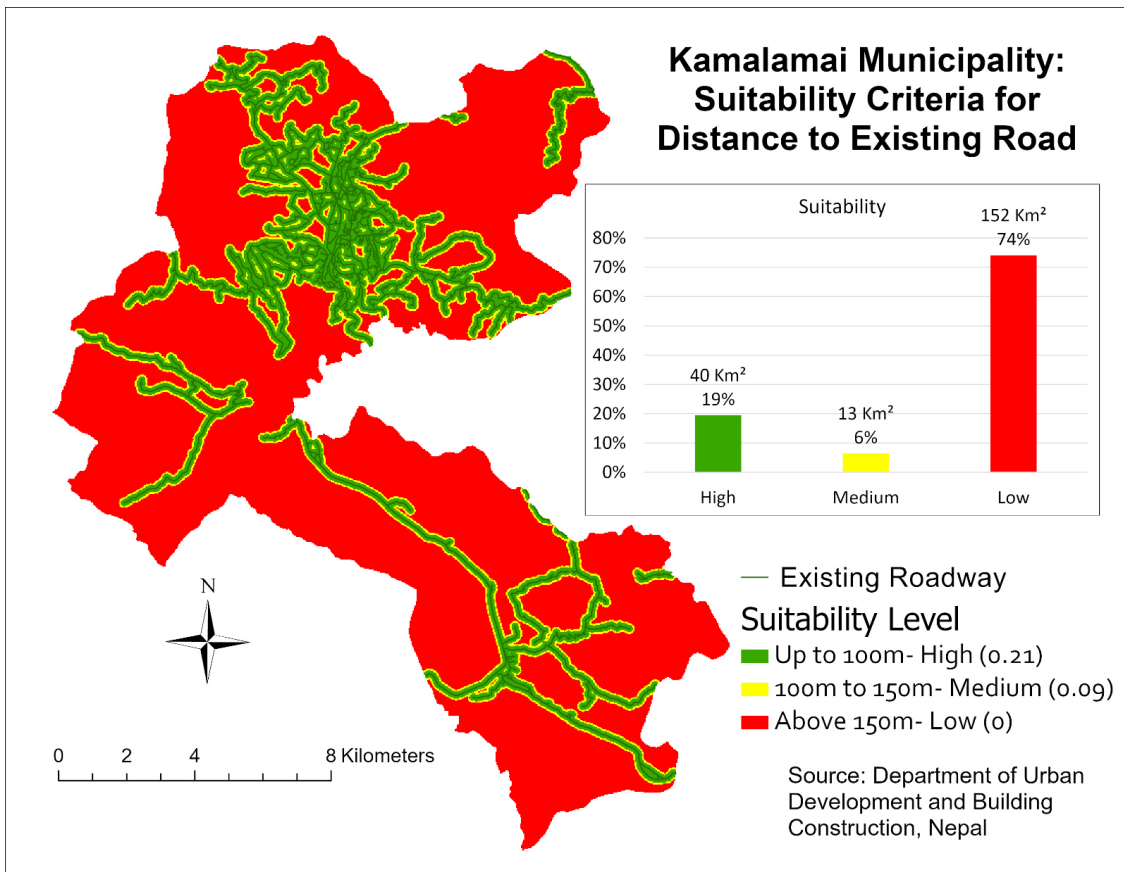 Kamalamai Municipality:
Suitability Criteria for
Distance to Existing Road
Suitability
152 Km²
74%
80%
70%
60%
50%
40%
30%
20%
10%
0%
40 Km²
19%
13 Km²
6%
High
Medium
Low
N
Existing Roadway
Suitability Level
Up to 100m- High (0.21)
100m to 150m- Medium (0.09)
Above 150m- Low (0)
0 2 4 8 Kilometers
Source: Department of Urban
Development and Building
Construction, Nepal